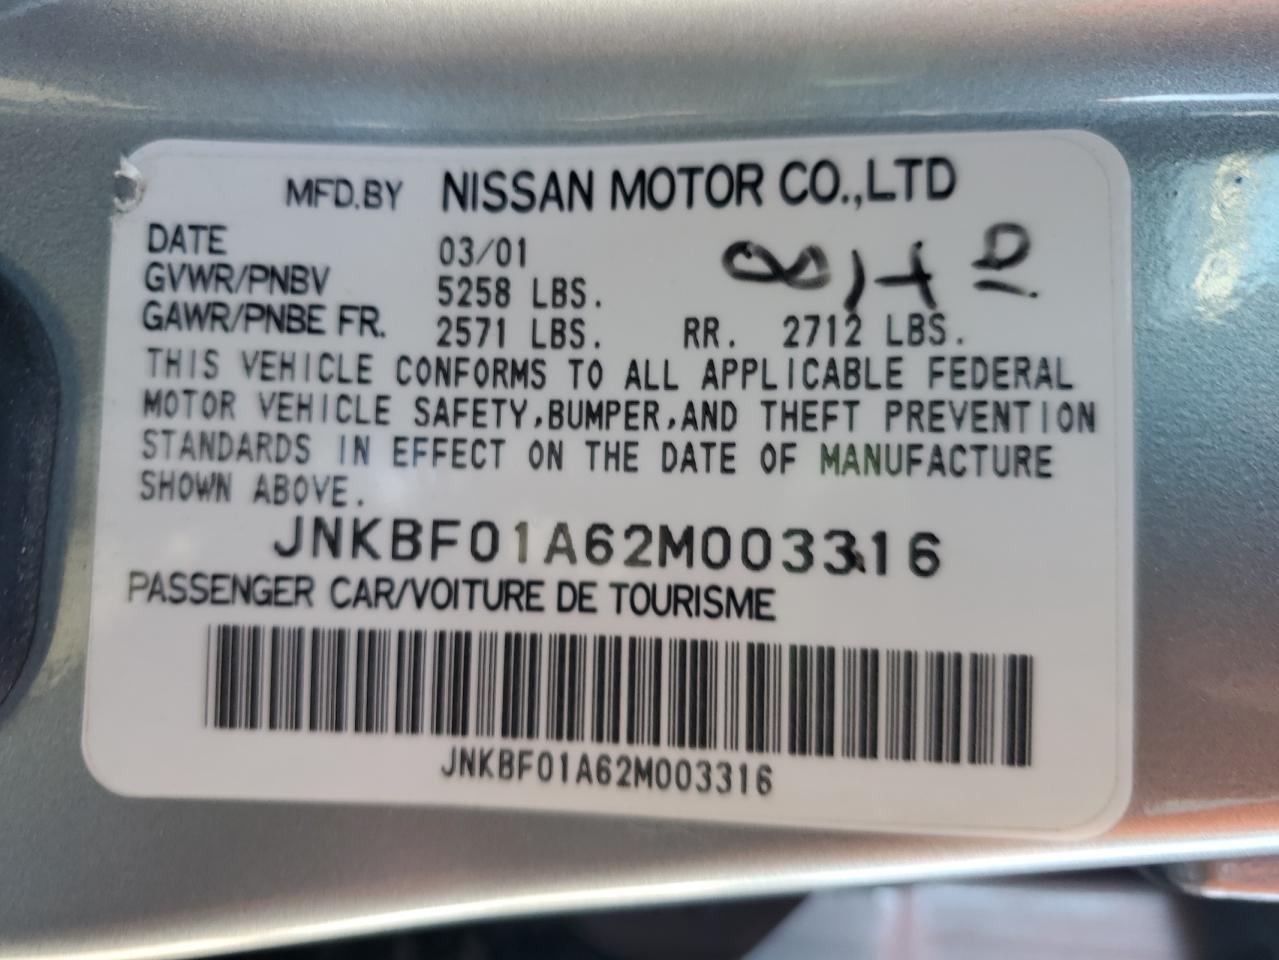 MFD.BY NISSAN MOTOR CO.,LTD
DATE 03/01
GVWR/PNBV 5258 LBS.
GAWR/PNBE FR. 2571 LBS. RR. 2712 LBS.
THIS VEHICLE CONFORMS TO ALL APPLICABLE FEDERAL
MOTOR VEHICLE SAFETY,BUMPER,AND THEFT PREVENTION
STANDARDS IN EFFECT ON THE DATE OF MANUFACTURE
SHOWN ABOVE.
JNKBF01A62M003316
PASSENGER CAR/VOITURE DE TOURISME
JNKBF01A62M003316